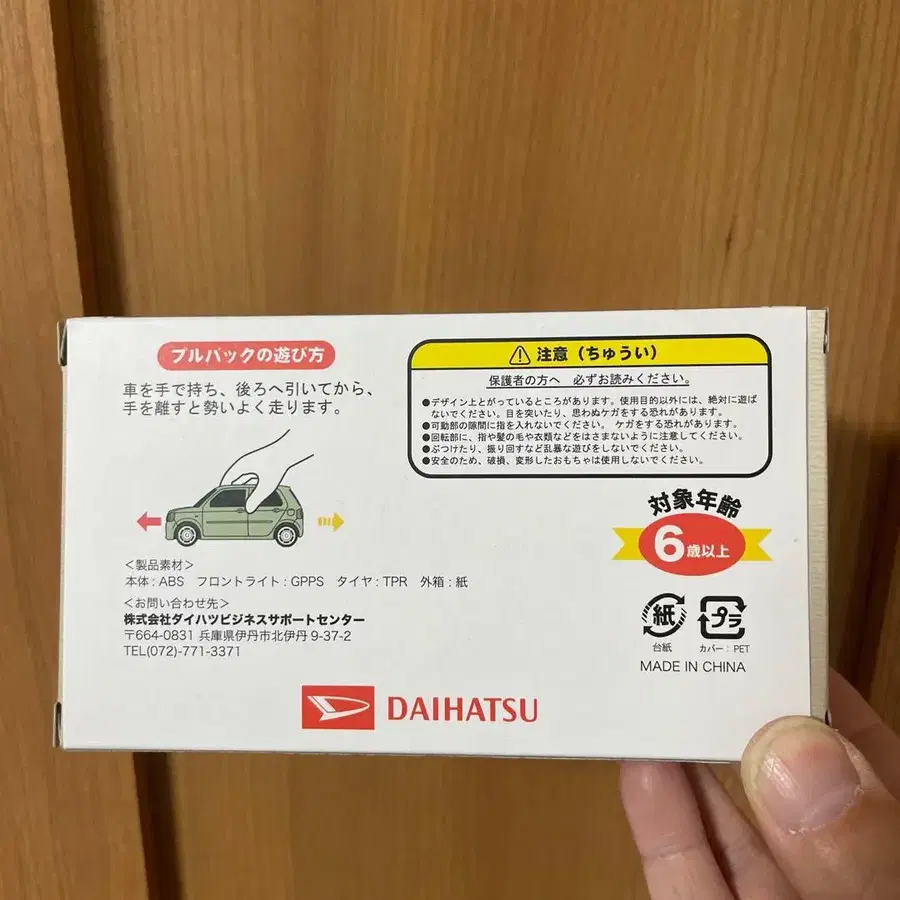 プルバックの遊び方
車を手で持ち、後ろへ引いてから、
手を離すと勢いよく走ります。
<製品素材>
本体:ABS フロントライト:GPPS タイヤ:TPR 外箱:紙
<お問い合わせ先>
株式会社ダイハツビジネスサポートセンター
〒664-0831 兵庫県伊丹市北伊丹 9-37-2
TEL(072)-771-3371
注意(ちゅうい)
保護者の方へ 必ずお読みください。
●デザイン上とがっているところがあります。使用目的以外には、絶対に遊ば
ないでください。目を突いたり、思わぬケガをする恐れがあります。
●可動部の隙間に指を入れないでください。ケガをする恐れがあります。
●回転部に、指や髪の毛や衣類などをはさまないように注意してください。
●ぶつけたり、振り回すなど乱暴な遊びをしないでください。
●安全のため、破損、変形したおもちゃは使用しないでください。
対象年齢
6歳以上
紙
台紙
プラ
カバー:PET
MADE IN CHINA
DAIHATSU